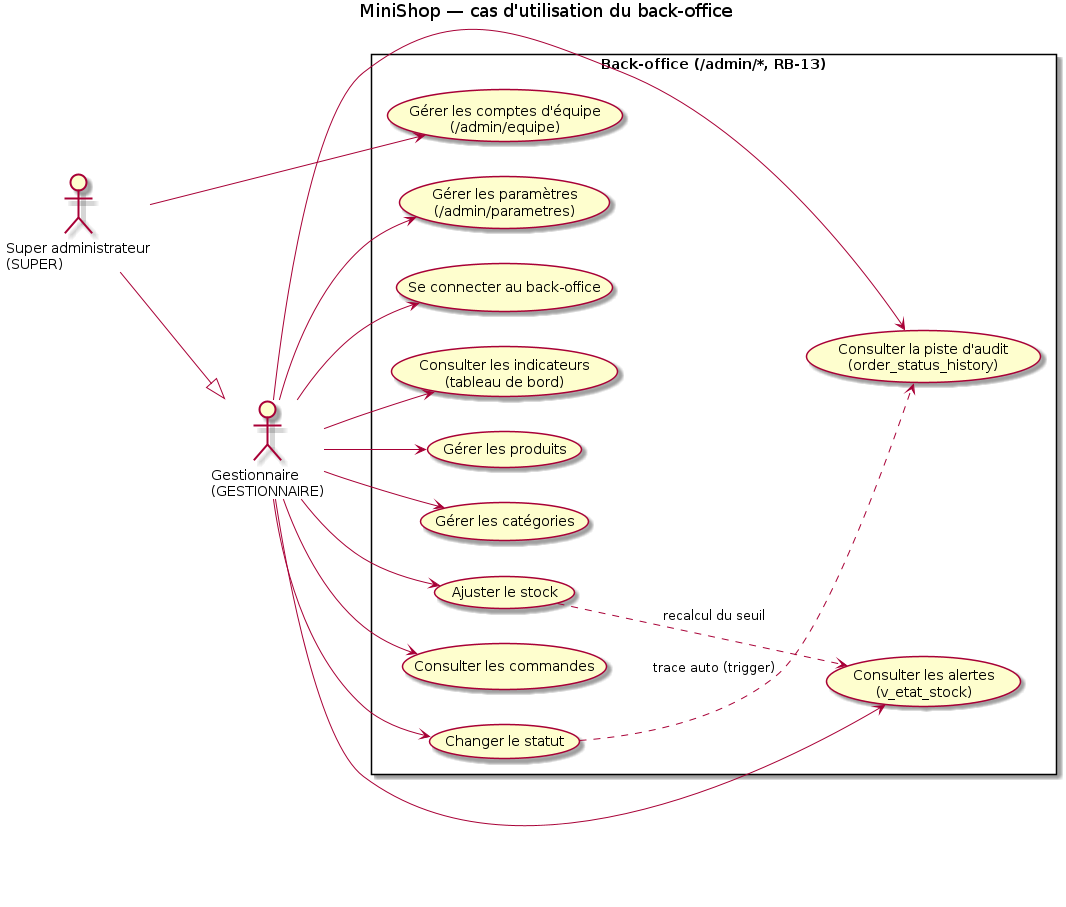 MiniShop — cas d'utilisation du back-office
Back-office (/admin/*, RB-13)
Gérer les comptes d'équipe
(/admin/equipe)
Gérer les paramètres
(/admin/parametres)
Super administrateur
(SUPER)
Se connecter au back-office
Consulter la piste d'audit
(order_status_history)
Consulter les indicateurs
(tableau de bord)
Gérer les produits
Gestionnaire
(GESTIONNAIRE)
Gérer les catégories
Ajuster le stock
recalcul du seuil
Consulter les commandes
trace auto (trigger)
Consulter les alertes
(v_etat_stock)
Changer le statut